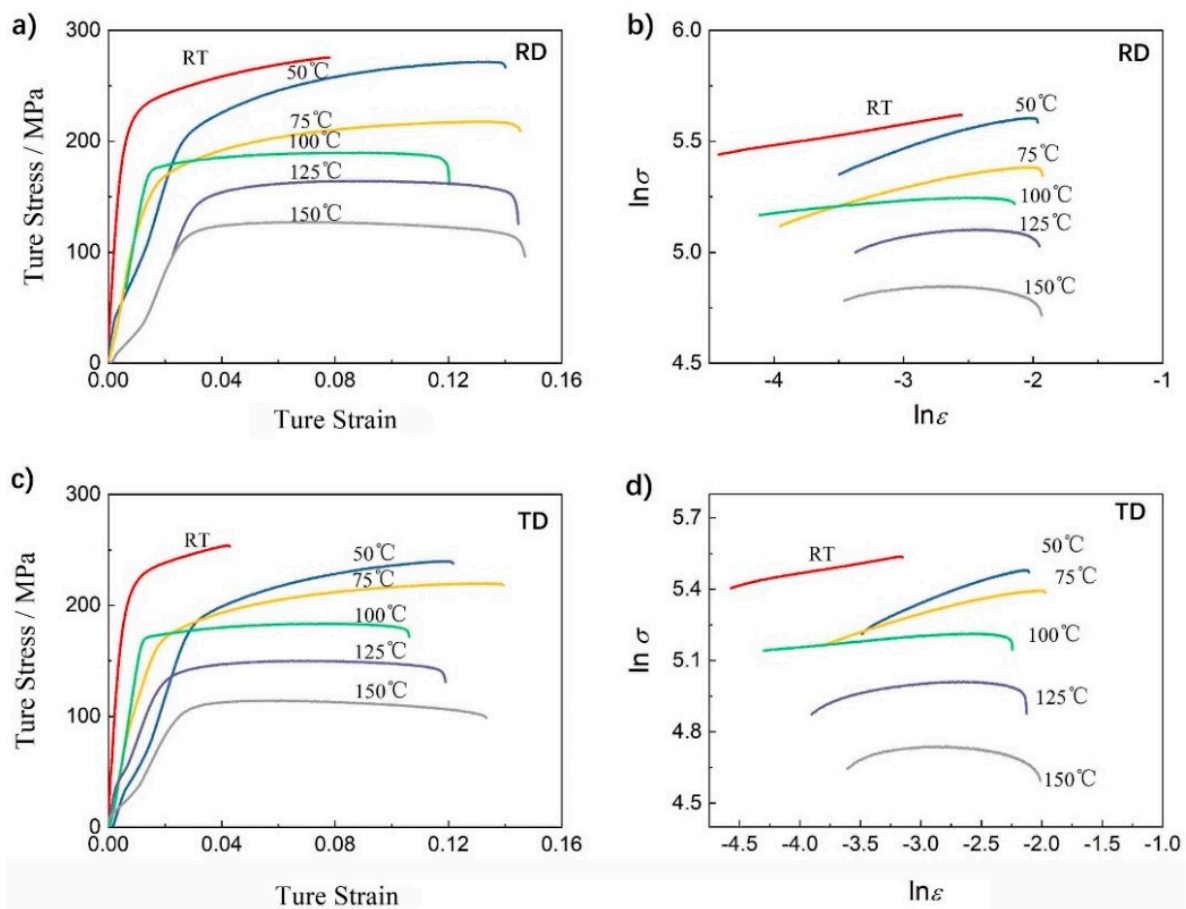 a)
RD
RT
50℃
75℃
100℃
125℃
150℃
300
200
100
0
0.00 0.04 0.08 0.12 0.16
Ture Stress / MPa
Ture Strain
b)
RD
RT
50℃
75℃
100℃
125℃
150℃
6.0
5.5
5.0
4.5
-4 -3 -2 -1
lnσ
lnε
c)
TD
RT
50℃
75℃
100℃
125℃
150℃
300
200
100
0
0.00 0.04 0.08 0.12 0.16
Ture Stress / MPa
Ture Strain
d)
TD
RT
50℃
75℃
100℃
125℃
150℃
5.7
5.4
5.1
4.8
4.5
-4.5 -4.0 -3.5 -3.0 -2.5 -2.0 -1.5 -1.0
ln σ
lnε